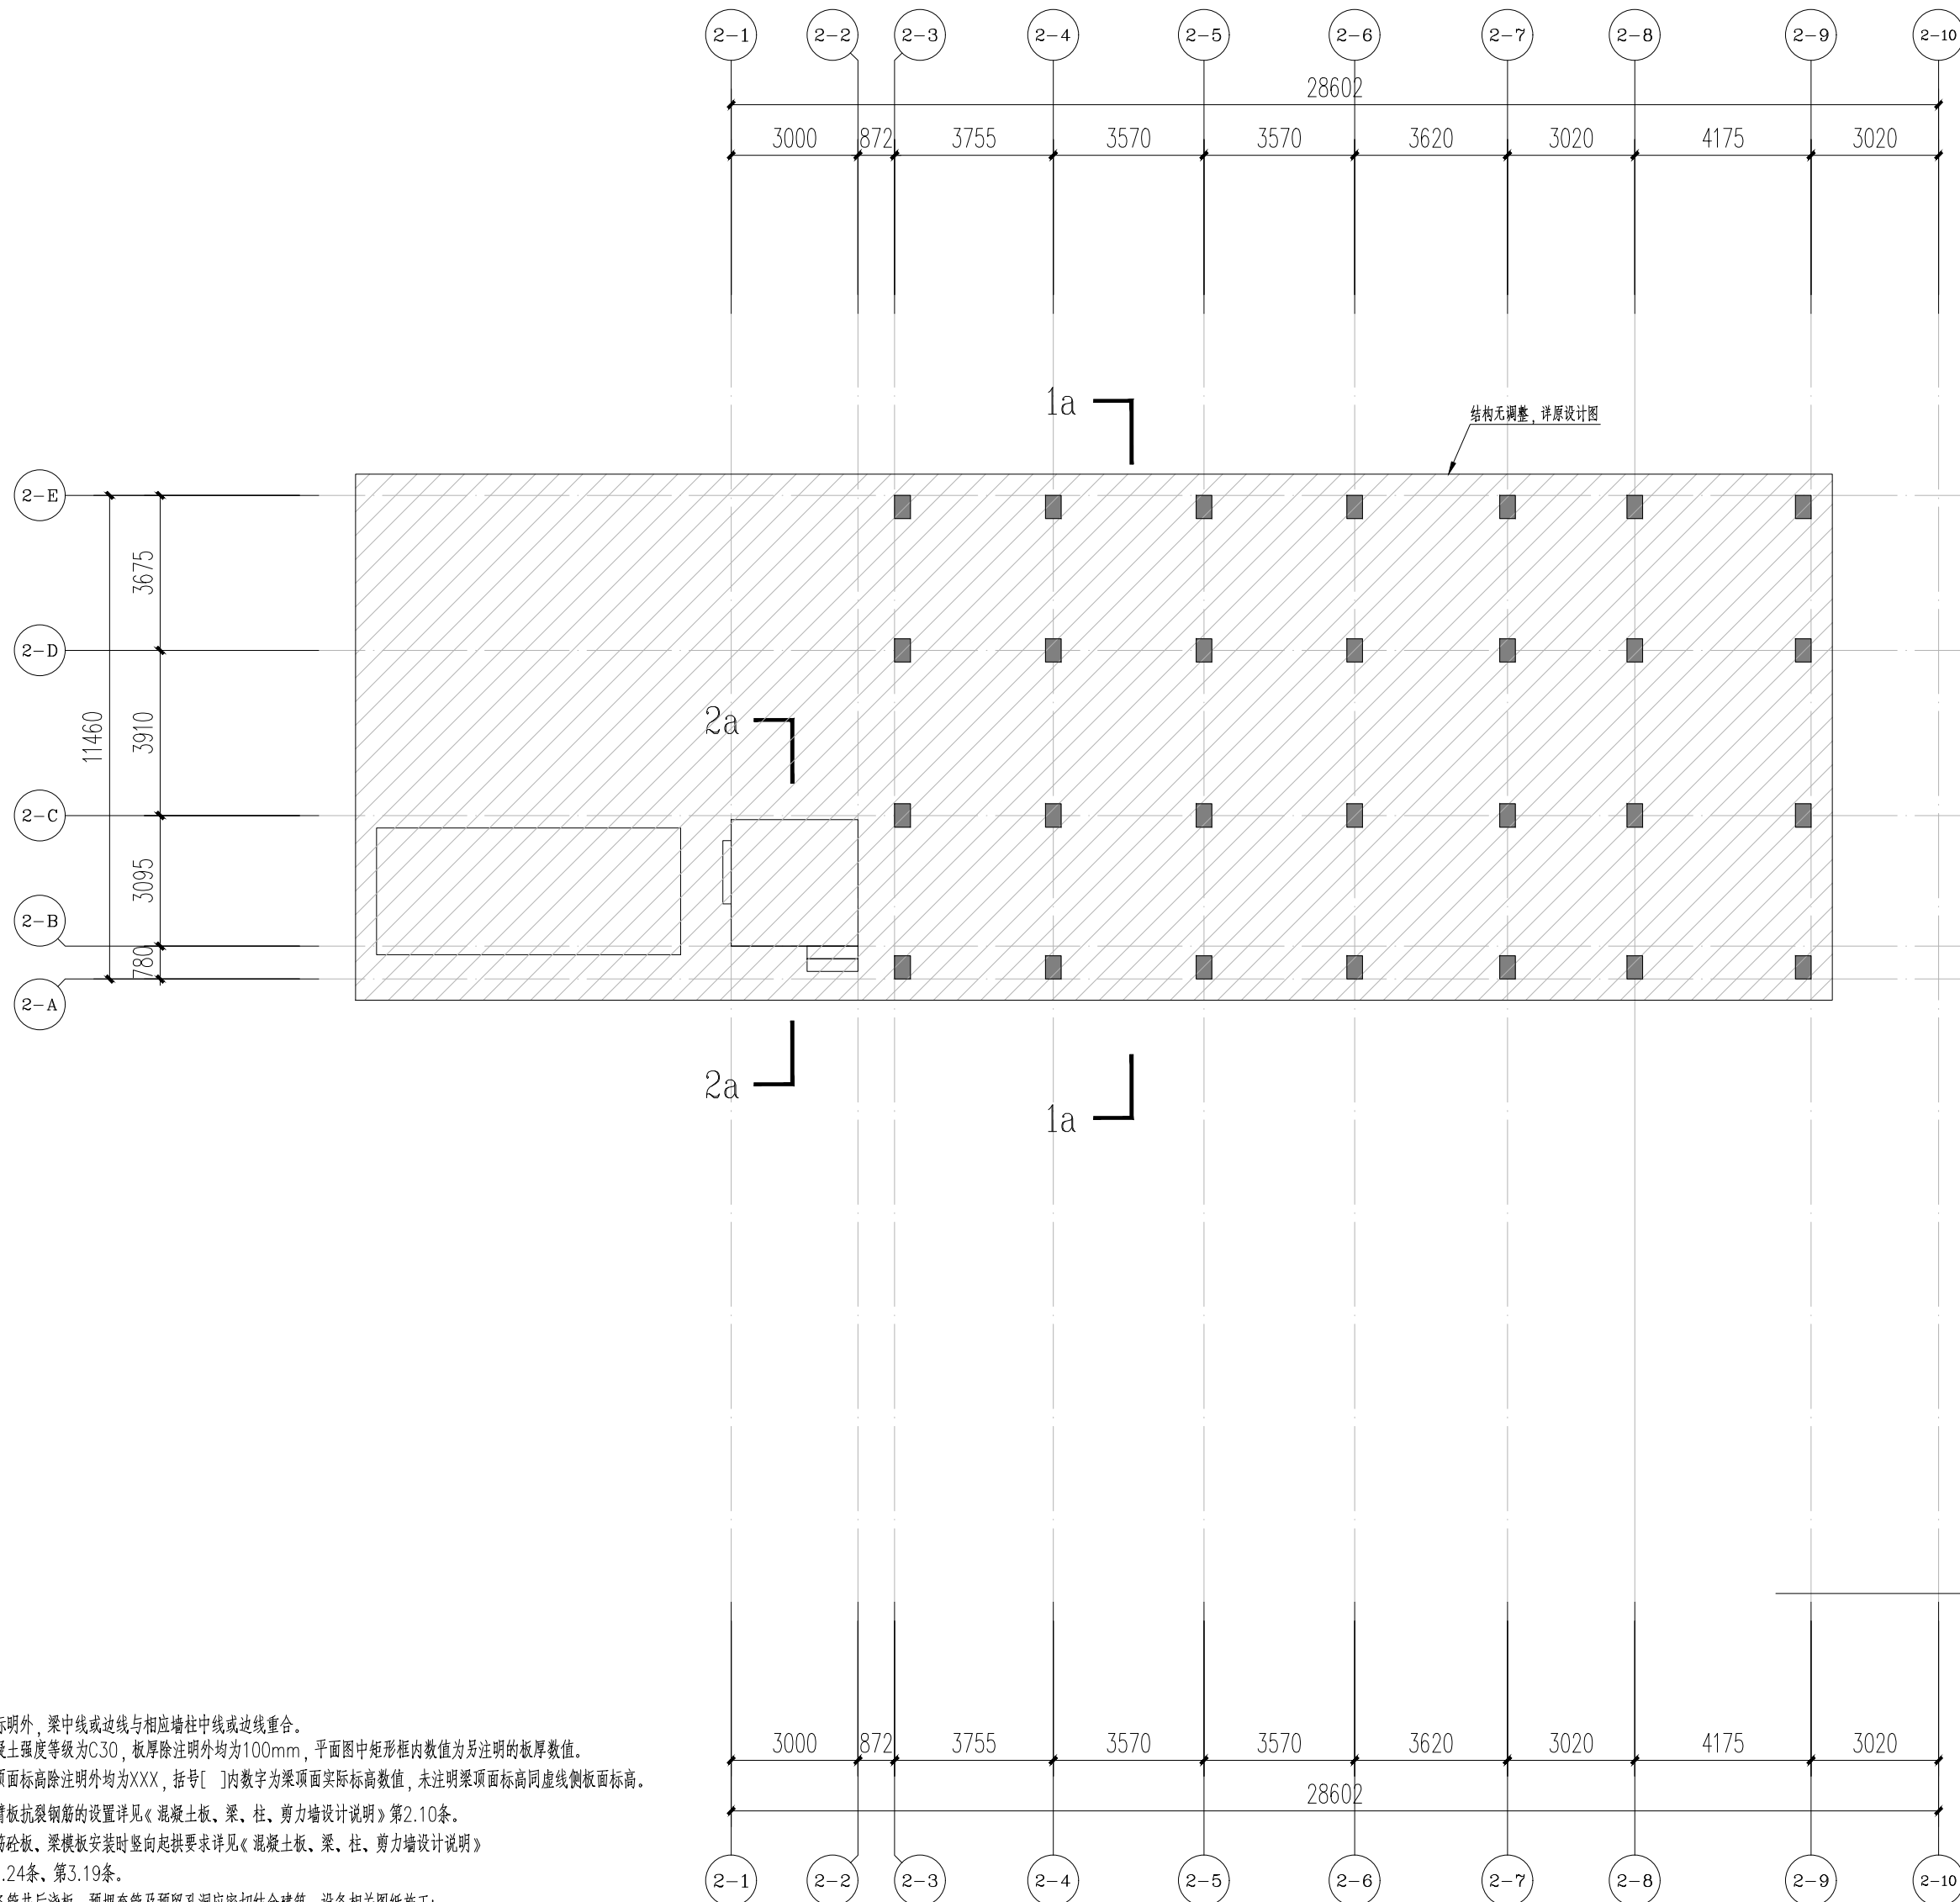 2-1 2-2 2-3 2-4 2-5 2-6 2-7 2-8 2-9 2-10
28602
3000 872 3755 3570 3570 3620 3020 4175 3020
1a
结构无调整，详原设计图
2-E
3675
2-D
2a
11460
3910
2-C
3095
2-B
780
2-A
2a
1a
标明外，梁中线或边线与相应墙柱中线或边线重合。
凝土强度等级为C30，板厚除注明外均为100mm，平面图中矩形框内数值为另注明的板厚数值。
顶面标高除注明外均为XXX，括号[ ]内数字为梁顶面实际标高数值，未注明梁顶面标高同虚线侧板面标高。
臂板抗裂钢筋的设置详见《混凝土板、梁、柱、剪力墙设计说明》第2.10条。
筋砼板、梁模板安装时竖向起拱要求详见《混凝土板、梁、柱、剪力墙设计说明》
.24条、第3.19条。
3000 872 3755 3570 3570 3620 3020 4175 3020
28602
2-1 2-2 2-3 2-4 2-5 2-6 2-7 2-8 2-9 2-10